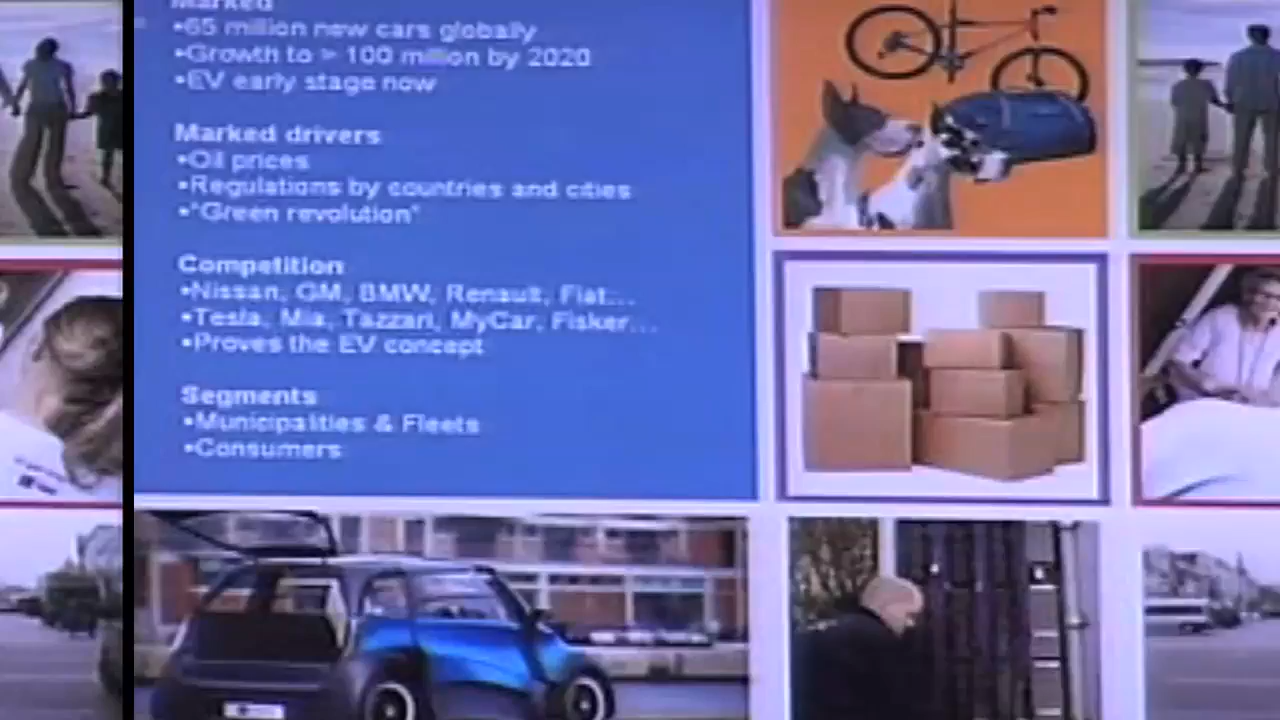 Marked
•65 million new cars globally
•Growth to > 100 million by 2020
•EV early stage now
Marked drivers
•Oil prices
•Regulations by countries and cities
•"Green revolution"
Competition
•Nissan, GM, BMW, Renault, Fiat...
•Tesla, Mia, Tazzari, MyCar, Fisker...
•Proves the EV concept
Segments
•Municipalities & Fleets
•Consumers